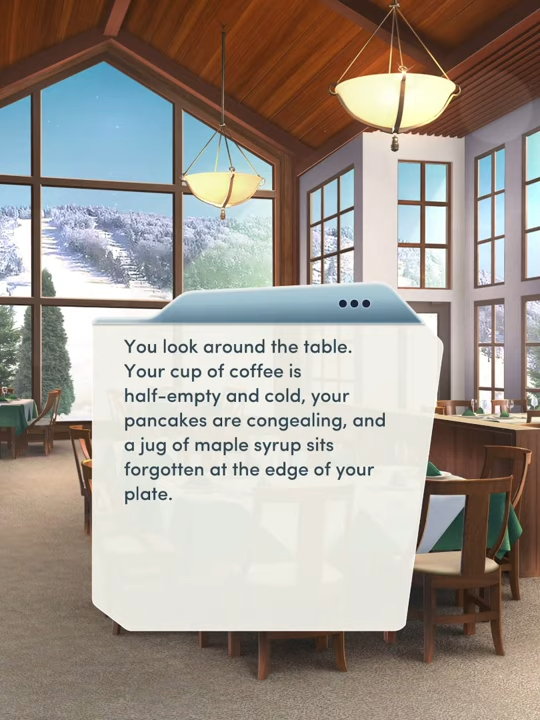 You look around the table.
Your cup of coffee is
half-empty and cold, your
pancakes are congealing, and
a jug of maple syrup sits
forgotten at the edge of your
plate.